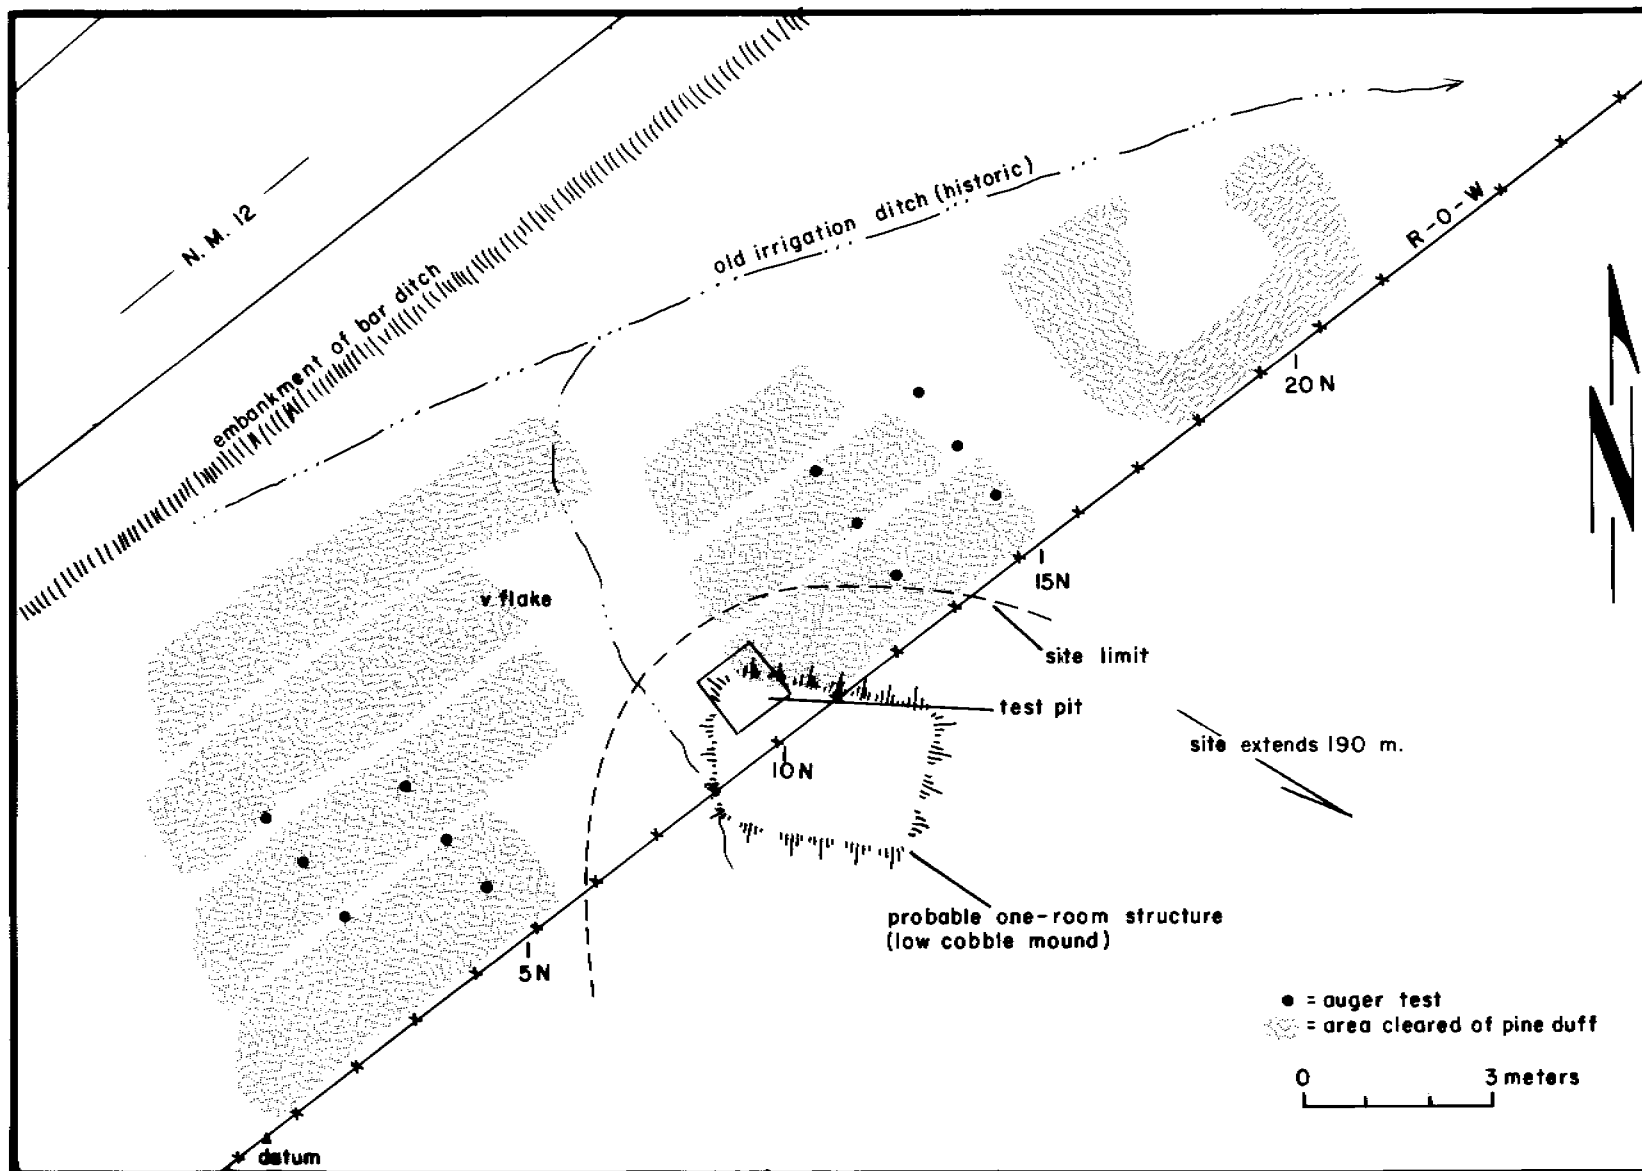 N. M. 12
embankment of bar ditch
old irrigation ditch (historic)
R-O-W
20 N
15N
v flake
site limit
test pit
site extends 190 m.
10 N
probable one-room structure
(low cobble mound)
5 N
N
● = auger test
= area cleared of pine duff
0 3 meters
datum